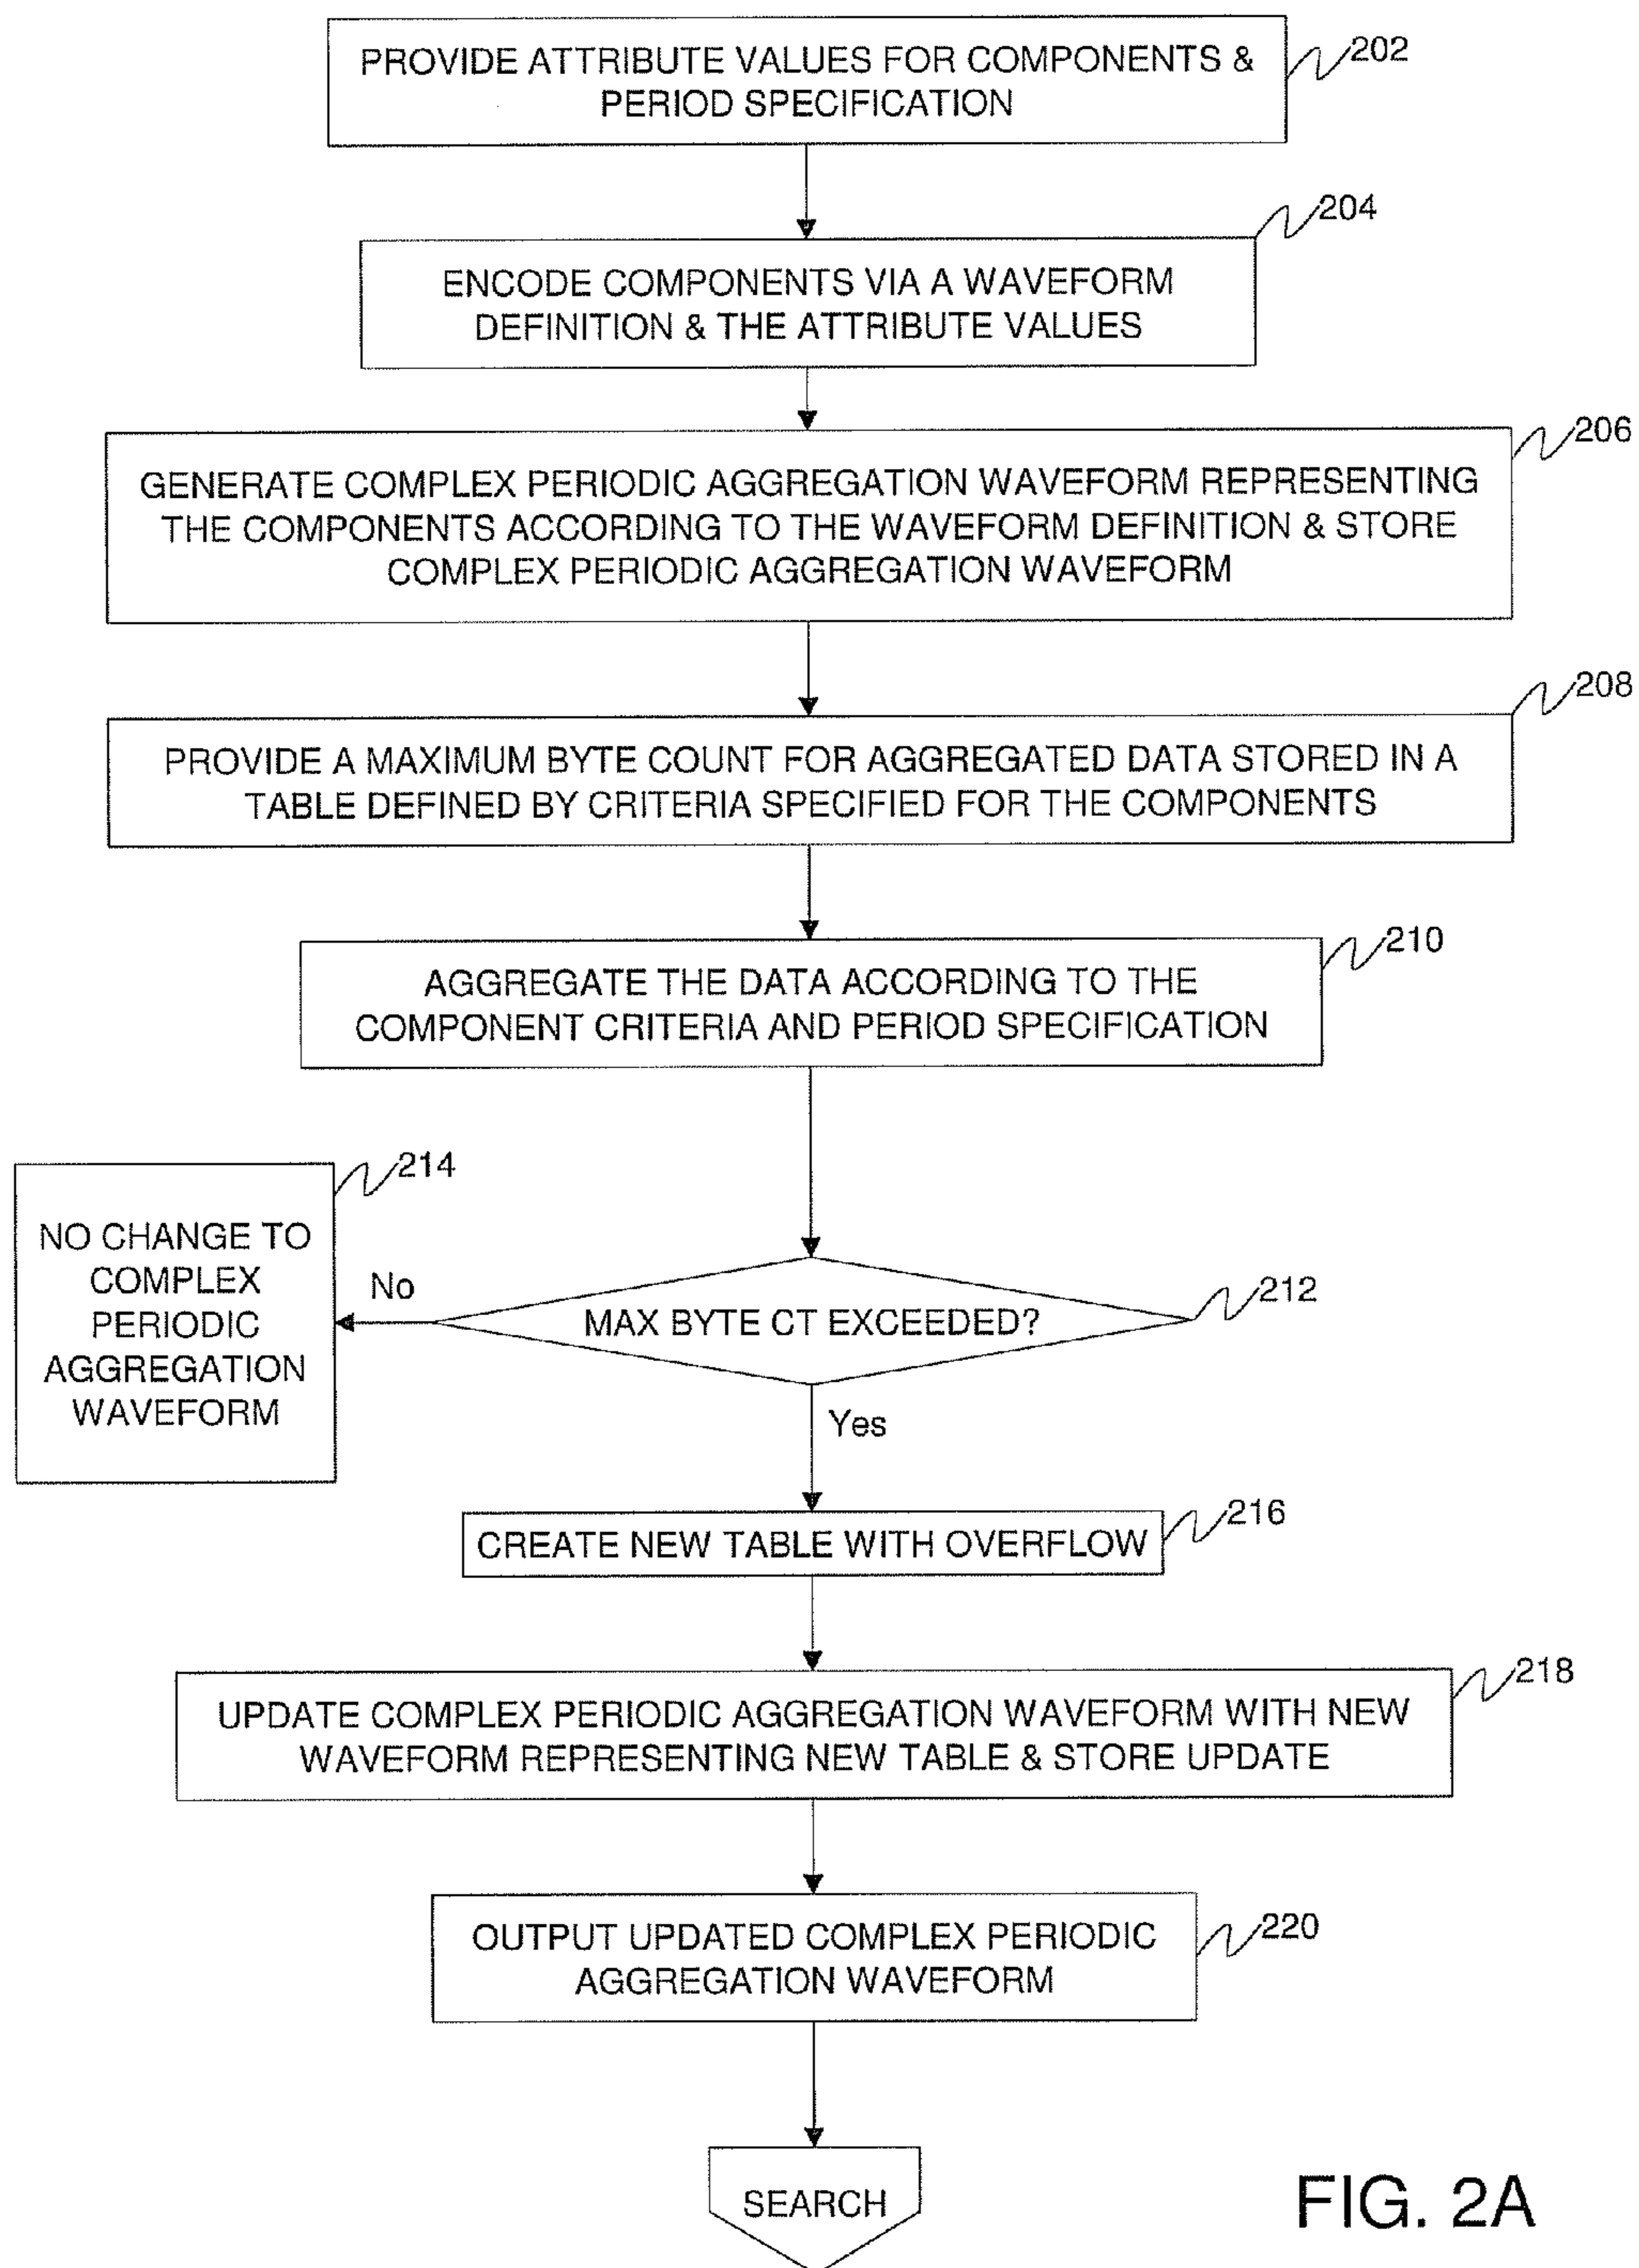 PROVIDE ATTRIBUTE VALUES FOR COMPONENTS &
PERIOD SPECIFICATION
202
204
ENCODE COMPONENTS VIA A WAVEFORM
DEFINITION & THE ATTRIBUTE VALUES
206
GENERATE COMPLEX PERIODIC AGGREGATION WAVEFORM REPRESENTING
THE COMPONENTS ACCORDING TO THE WAVEFORM DEFINITION & STORE
COMPLEX PERIODIC AGGREGATION WAVEFORM
208
PROVIDE A MAXIMUM BYTE COUNT FOR AGGREGATED DATA STORED IN A
TABLE DEFINED BY CRITERIA SPECIFIED FOR THE COMPONENTS
210
AGGREGATE THE DATA ACCORDING TO THE
COMPONENT CRITERIA AND PERIOD SPECIFICATION
214
NO CHANGE TO
COMPLEX
PERIODIC
AGGREGATION
WAVEFORM
No
MAX BYTE CT EXCEEDED?
212
Yes
216
CREATE NEW TABLE WITH OVERFLOW
218
UPDATE COMPLEX PERIODIC AGGREGATION WAVEFORM WITH NEW
WAVEFORM REPRESENTING NEW TABLE & STORE UPDATE
220
OUTPUT UPDATED COMPLEX PERIODIC
AGGREGATION WAVEFORM
SEARCH
FIG. 2A